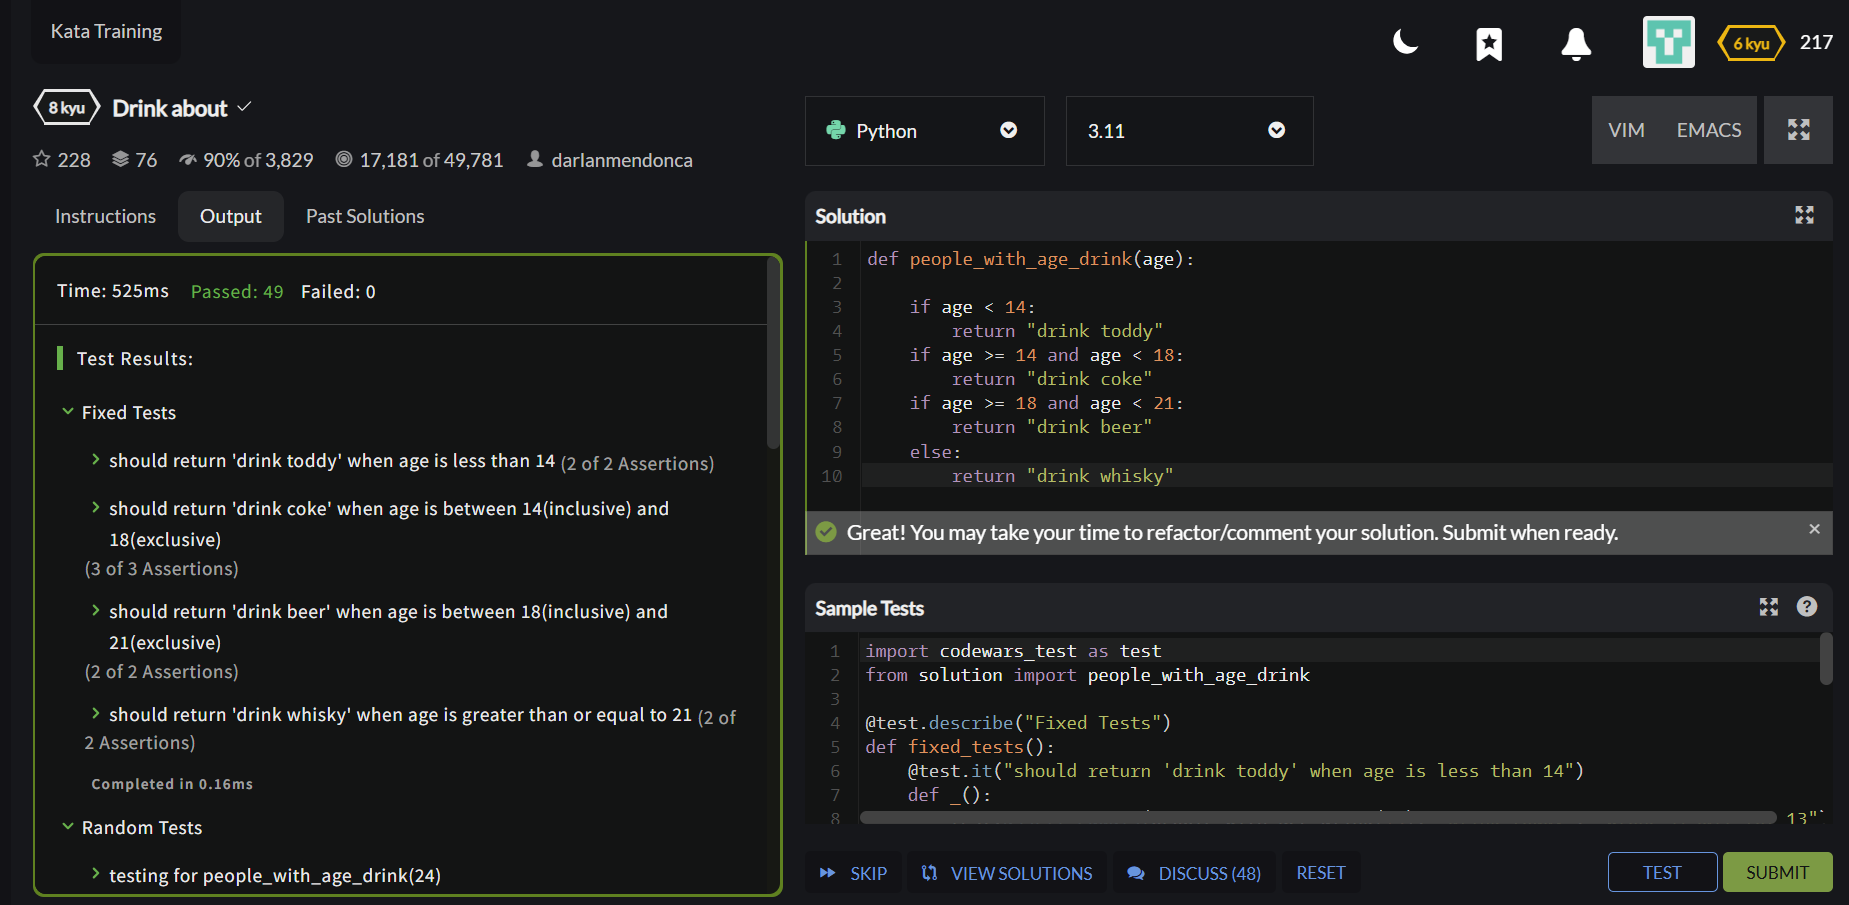 Kata Training
6 kyu 217
8 kyu Drink about
228 76 90% of 3,829 17,181 of 49,781 darlanmendonca
Python 3.11 VIM EMACS
Instructions Output Past Solutions
Time: 525ms Passed: 49 Failed: 0
Test Results:
Fixed Tests
should return 'drink toddy' when age is less than 14 (2 of 2 Assertions)
should return 'drink coke' when age is between 14(inclusive) and
18(exclusive)
(3 of 3 Assertions)
should return 'drink beer' when age is between 18(inclusive) and
21(exclusive)
(2 of 2 Assertions)
should return 'drink whisky' when age is greater than or equal to 21 (2 of
2 Assertions)
Completed in 0.16ms
Random Tests
testing for people_with_age_drink(24)
Solution
1 def people_with_age_drink(age):
2
3     if age < 14:
4         return "drink toddy"
5     if age >= 14 and age < 18:
6         return "drink coke"
7     if age >= 18 and age < 21:
8         return "drink beer"
9     else:
10         return "drink whisky"
Great! You may take your time to refactor/comment your solution. Submit when ready.
Sample Tests
1 import codewars_test as test
2 from solution import people_with_age_drink
3
4 @test.describe("Fixed Tests")
5 def fixed_tests():
6     @test.it("should return 'drink toddy' when age is less than 14")
7     def _():
8 13"
SKIP VIEW SOLUTIONS DISCUSS (48) RESET TEST SUBMIT